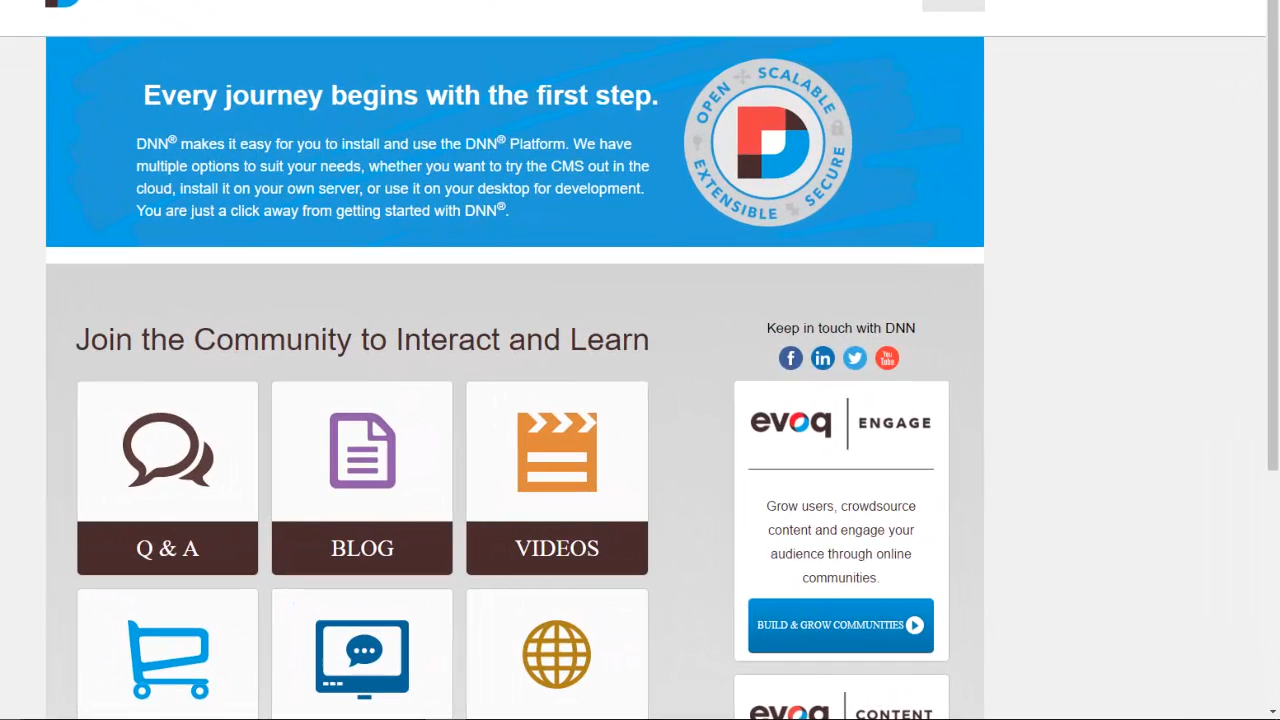 Every journey begins with the first step.
DNN® makes it easy for you to install and use the DNN® Platform. We have
multiple options to suit your needs, whether you want to try the CMS out in the
cloud, install it on your own server, or use it on your desktop for development.
You are just a click away from getting started with DNN®.
OPEN SCALABLE
EXTENSIBLE SECURE
Join the Community to Interact and Learn
Q & A
BLOG
VIDEOS
Keep in touch with DNN
f in You Tube
evoq ENGAGE
Grow users, crowdsource
content and engage your
audience through online
communities.
BUILD & GROW COMMUNITIES
evoq CONTENT